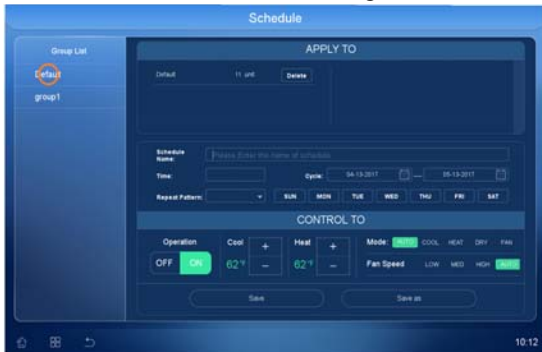 Schedule
Group List
Default
group1
APPLY TO
Default 11 unit Delete
Schedule Name:
Please Enter the name of schedule
Time: Cycle: 04-13-2017 — 05-13-2017
Repeat Pattern: SUN MON TUE WED THU FRI SAT
CONTROL TO
Operation Cool + Heat + Mode: AUTO COOL HEAT DRY FAN
OFF ON 62°F – 62°F – Fan Speed LOW MED HIGH AUTO
Save Save as
10:12